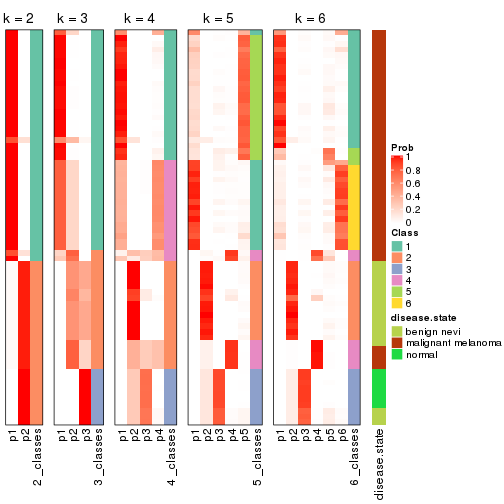 k = 2
k = 3
k = 4
k = 5
k = 6
Prob
1
0.8
0.6
0.4
0.2
0
Class
1
2
3
4
5
6
disease.state
benign nevi
malignant melanoma
normal
p1
p2
2_classes
p1
p2
p3
3_classes
p1
p2
p3
p4
4_classes
p1
p2
p3
p4
p5
5_classes
p1
p2
p3
p4
p5
p6
6_classes
disease.state